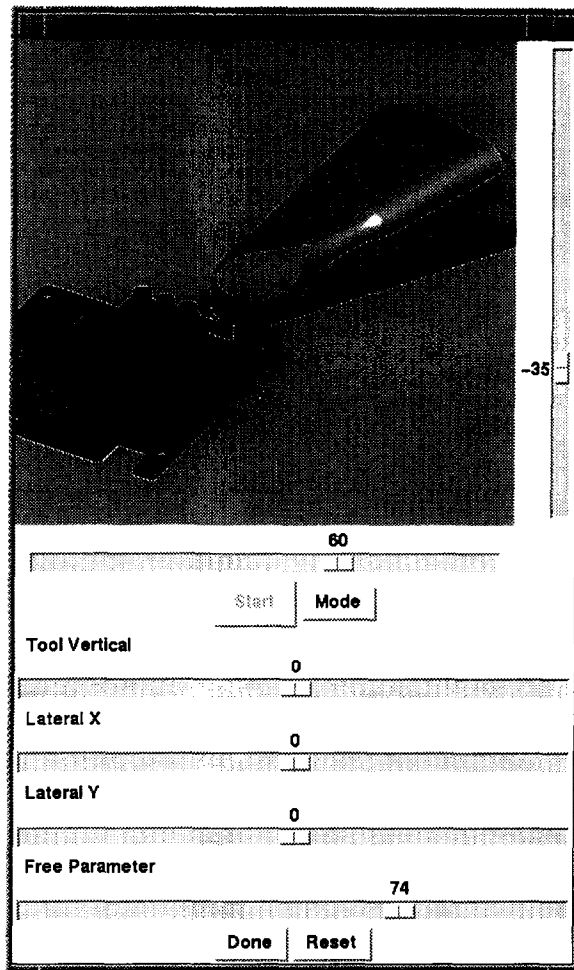 -35
60
Start Mode
Tool Vertical
0
Lateral X
0
Lateral Y
0
Free Parameter
74
Done Reset